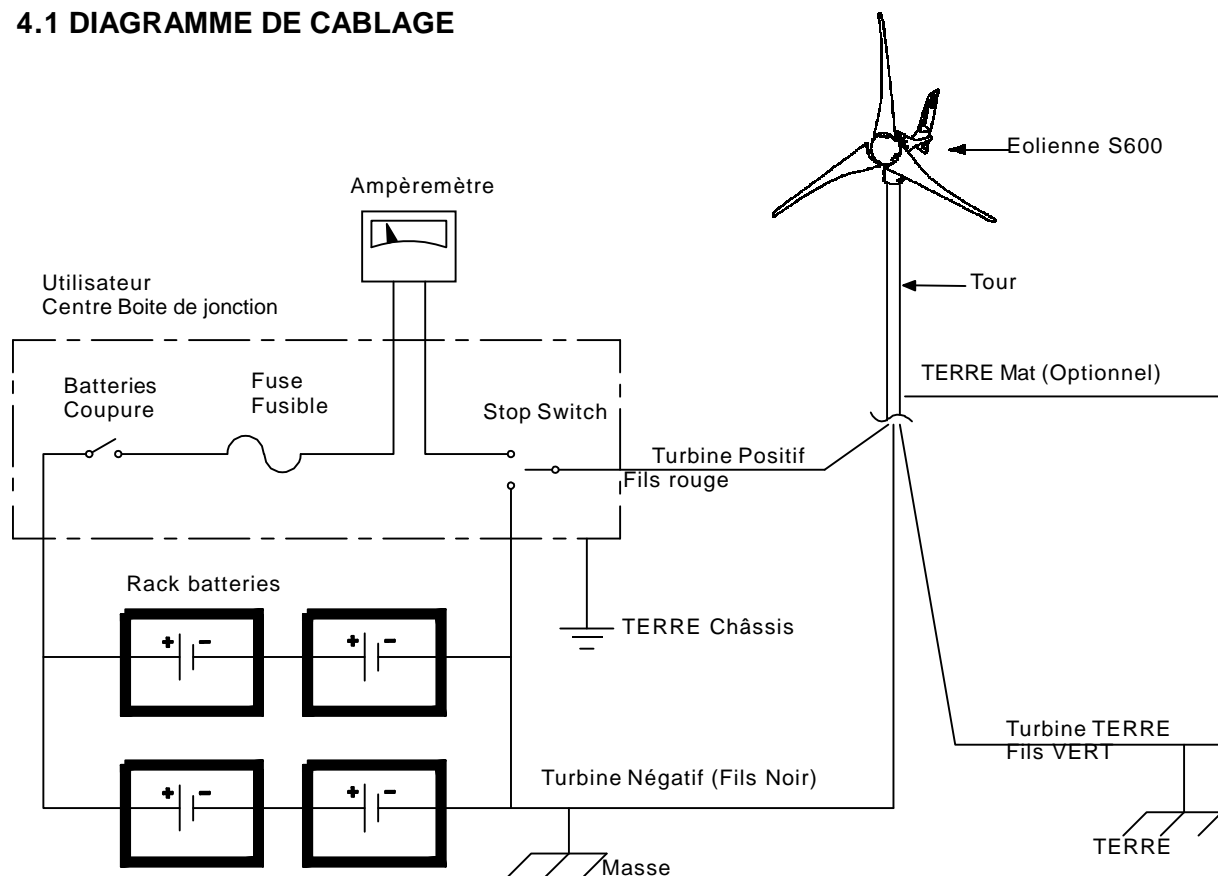 4.1 DIAGRAMME DE CABLAGE
Eolienne S600
Ampèremètre
Tour
Utilisateur
Centre Boite de jonction
TERRE Mat (Optionnel)
Batteries
Coupure
Fuse
Fusible
Stop Switch
Turbine Positif
Fils rouge
Rack batteries
TERRE Châssis
+ -
+ -
Turbine TERRE
Fils VERT
Turbine Négatif (Fils Noir)
+ -
+ -
TERRE
Masse